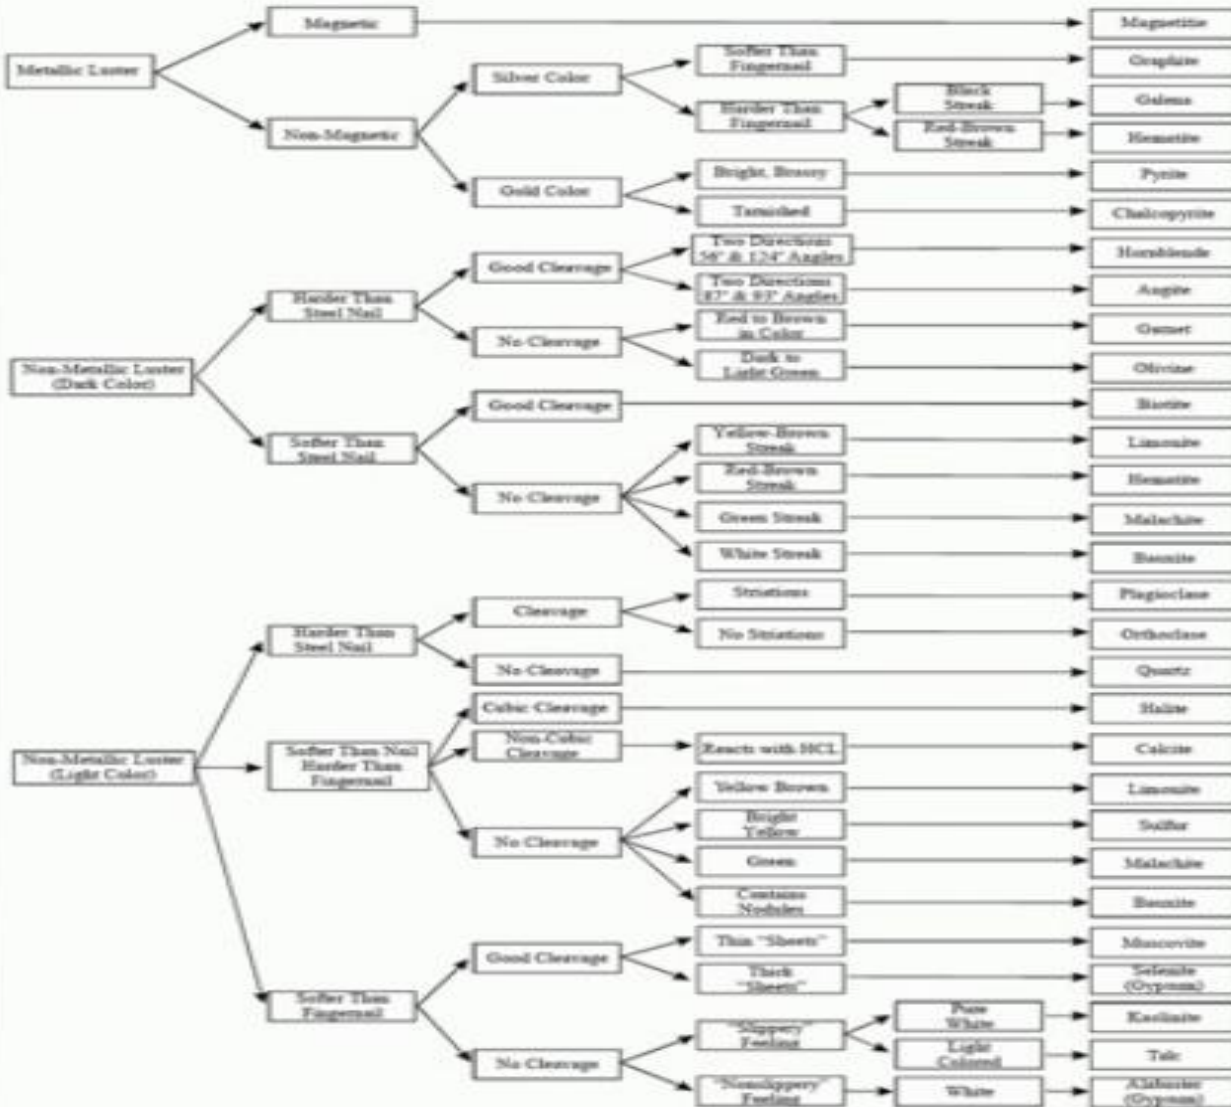 Magnetic
Magnetitie
Metallic Luster
Silver Color
Softer Than
Fingernail
Graphite
Non-Magnetic
Harder Than
Fingernail
Black
Streak
Galena
Red-Brown
Streak
Hematite
Gold Color
Bright, Brassy
Pyrite
Tarnished
Chalcopyrite
Non-Metallic Luster
(Dark Color)
Harder Than
Steel Nail
Good Cleavage
Two Directions
56° & 124° Angles
Hornblende
Two Directions
87° & 93° Angles
Augite
No Cleavage
Red to Brown
in Color
Garnet
Dark to
Light Green
Olivine
Softer Than
Steel Nail
Good Cleavage
Biotite
No Cleavage
Yellow-Brown
Streak
Limonite
Red-Brown
Streak
Hematite
Green Streak
Malachite
White Streak
Bauxite
Non-Metallic Luster
(Light Color)
Harder Than
Steel Nail
Cleavage
Striations
Plagioclase
No Striations
Orthoclase
No Cleavage
Quartz
Softer Than Nail
Harder Than
Fingernail
Cubic Cleavage
Halite
Non-Cubic
Cleavage
Reacts with HCL
Calcite
No Cleavage
Yellow Brown
Limonite
Bright
Yellow
Sulfur
Green
Malachite
Contains
Nodules
Bauxite
Softer Than
Fingernail
Good Cleavage
Thin "Sheets"
Muscovite
Thick
"Sheets"
Selenite
(Gypsum)
No Cleavage
"Slippery"
Feeling
Pure
White
Kaolinite
Light
Colored
Talc
"Nonslippery"
Feeling
White
Alabaster
(Gypsum)